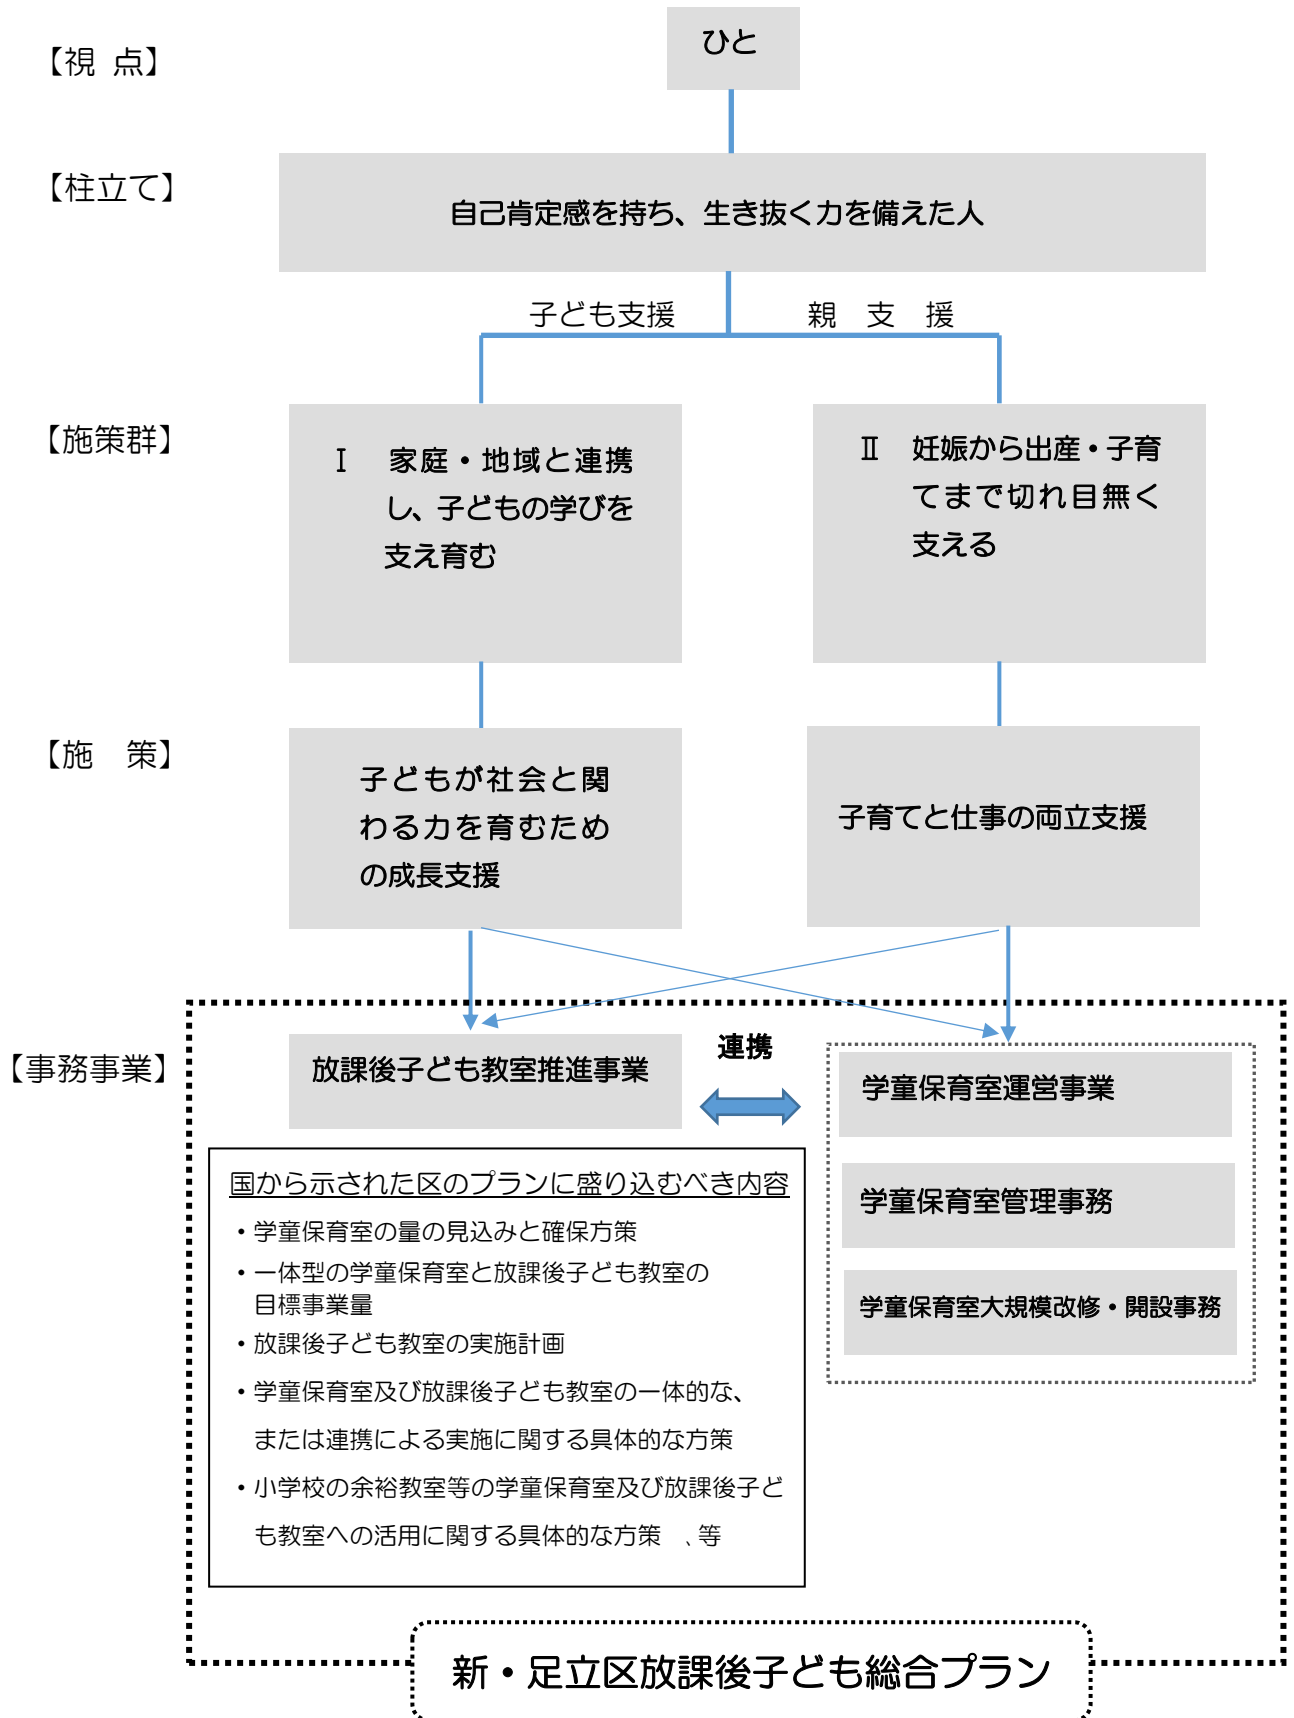 【視 点】
ひと
【柱立て】
自己肯定感を持ち、生き抜く力を備えた人
子ども支援
親 支 援
【施策群】
Ⅰ 家庭・地域と連携
し、子どもの学びを
支え育む
Ⅱ 妊娠から出産・子育
てまで切れ目無く
支える
【施 策】
子どもが社会と関
わる力を育むため
の成長支援
子育てと仕事の両立支援
【事務事業】
放課後子ども教室推進事業
連携
学童保育室運営事業
学童保育室管理事務
学童保育室大規模改修・開設事務
国から示された区のプランに盛り込むべき内容
・学童保育室の量の見込みと確保方策
・一体型の学童保育室と放課後子ども教室の
目標事業量
・放課後子ども教室の実施計画
・学童保育室及び放課後子ども教室の一体的な、
または連携による実施に関する具体的な方策
・小学校の余裕教室等の学童保育室及び放課後子ど
も教室への活用に関する具体的な方策 、等
新・足立区放課後子ども総合プラン